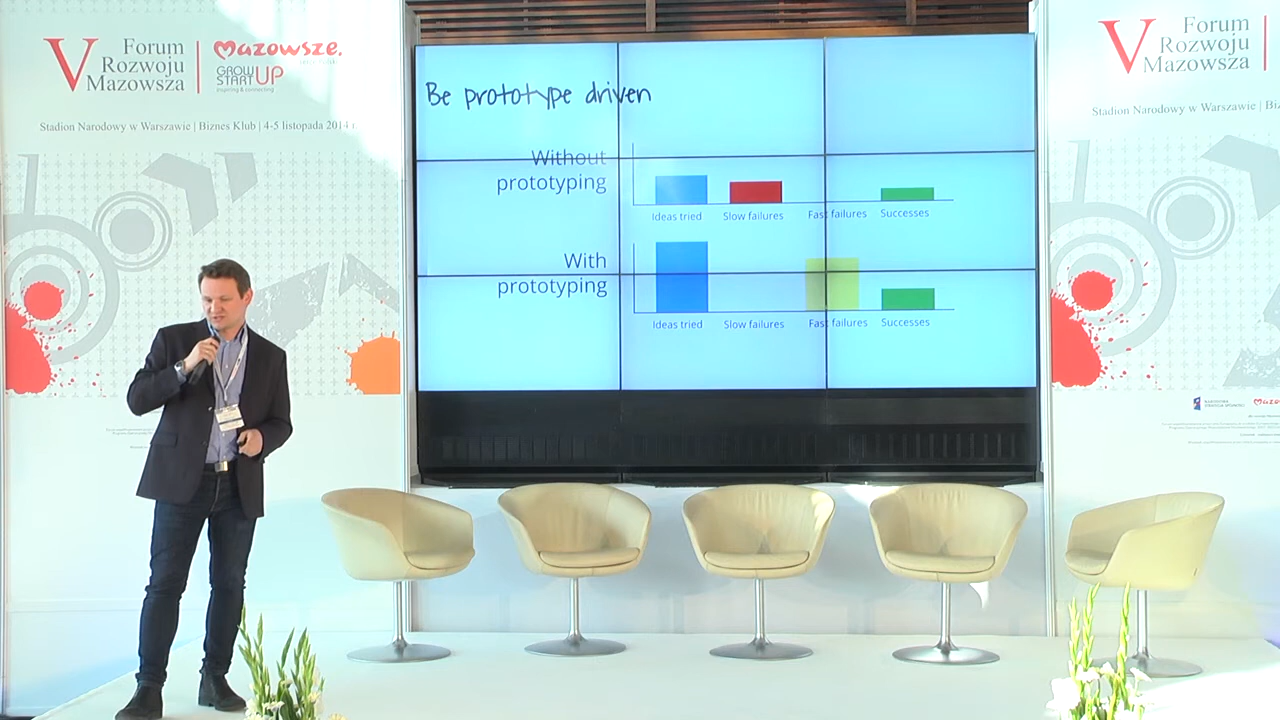 V Forum
Rozwoju
Mazowsza
Mazowsze.
GROW
START UP
inspiring & connecting
Stadion Narodowy w Warszawie | Biznes Klub | 4-5 listopada 2014 r.
Be prototype driven
Without
prototyping
Ideas tried
Slow failures
Fast failures
Successes
With
prototyping
Ideas tried
Slow failures
Fast failures
Successes
V Forum
Rozwoju
Mazowsza
Stadion Narodowy w Warszawie | Biz